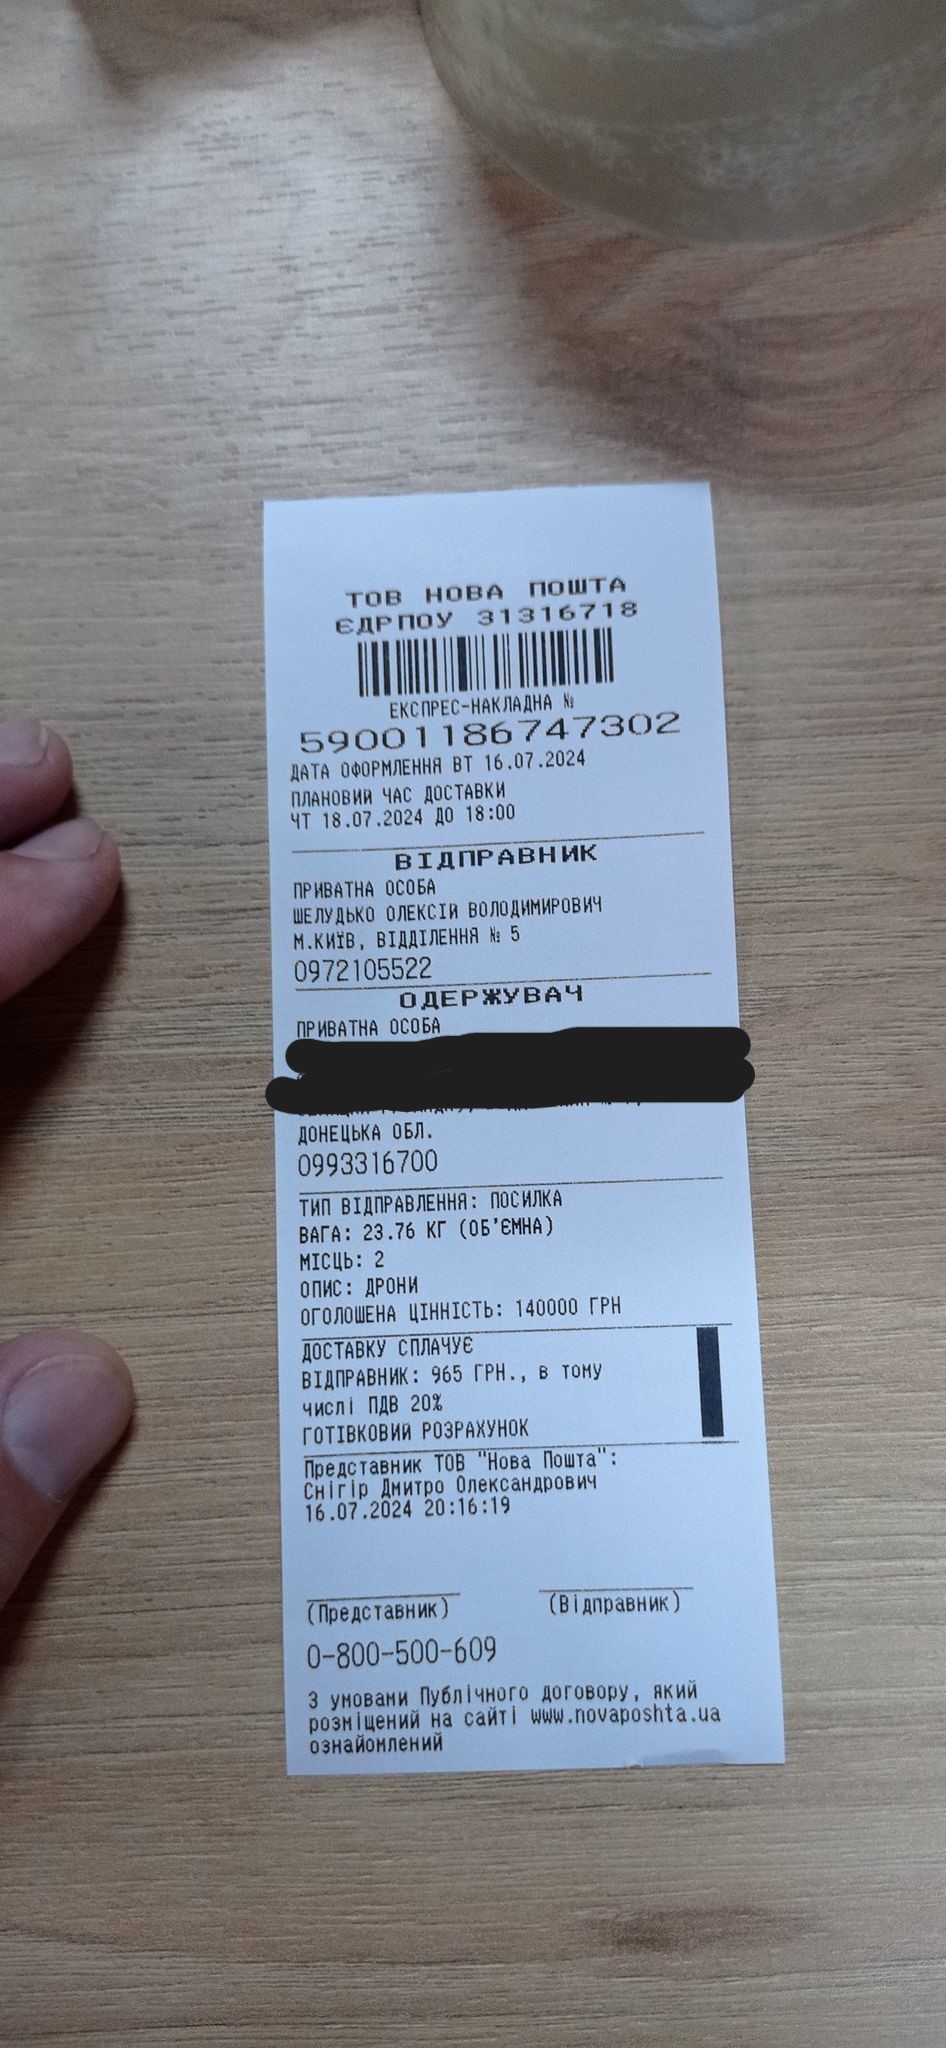 ТОВ НОВА ПОШТА
ЄДРПОУ 31316718
ЕКСПРЕС-НАКЛАДНА №
59001186747302
ДАТА ОФОРМЛЕННЯ ВТ 16.07.2024
ПЛАНОВИЙ ЧАС ДОСТАВКИ
ЧТ 18.07.2024 ДО 18:00
ВІДПРАВНИК
ПРИВАТНА ОСОБА
ШЕЛУДЬКО ОЛЕКСІЙ ВОЛОДИМИРОВИЧ
М.КИЇВ, ВІДДІЛЕННЯ № 5
0972105522
ОДЕРЖУВАЧ
ПРИВАТНА ОСОБА
ДОНЕЦЬКА ОБЛ.
0993316700
ТИП ВІДПРАВЛЕННЯ: ПОСИЛКА
ВАГА: 23.76 КГ (ОБ'ЄМНА)
МІСЦЬ: 2
ОПИС: ДРОНИ
ОГОЛОШЕНА ЦІННІСТЬ: 140000 ГРН
ДОСТАВКУ СПЛАЧУЄ
ВІДПРАВНИК: 965 ГРН., в тому
числі ПДВ 20%
ГОТІВКОВИЙ РОЗРАХУНОК
Представник ТОВ "Нова Пошта":
Снігір Дмитро Олександрович
16.07.2024 20:16:19
(Представник) (Відправник)
0-800-500-609
З умовами Публічного договору, який
розміщений на сайті www.novaposhta.ua
ознайомлений